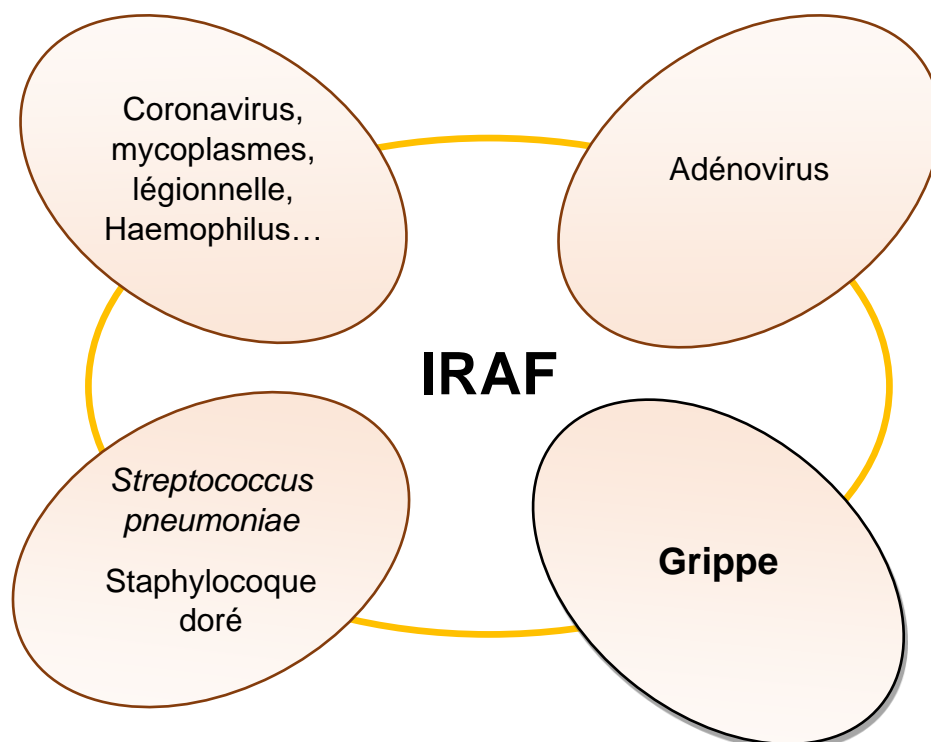 Coronavirus,
mycoplasmes,
légionnelle,
Haemophilus…
Adénovirus
IRAF
Streptococcus
pneumoniae
Staphylocoque
doré
Grippe